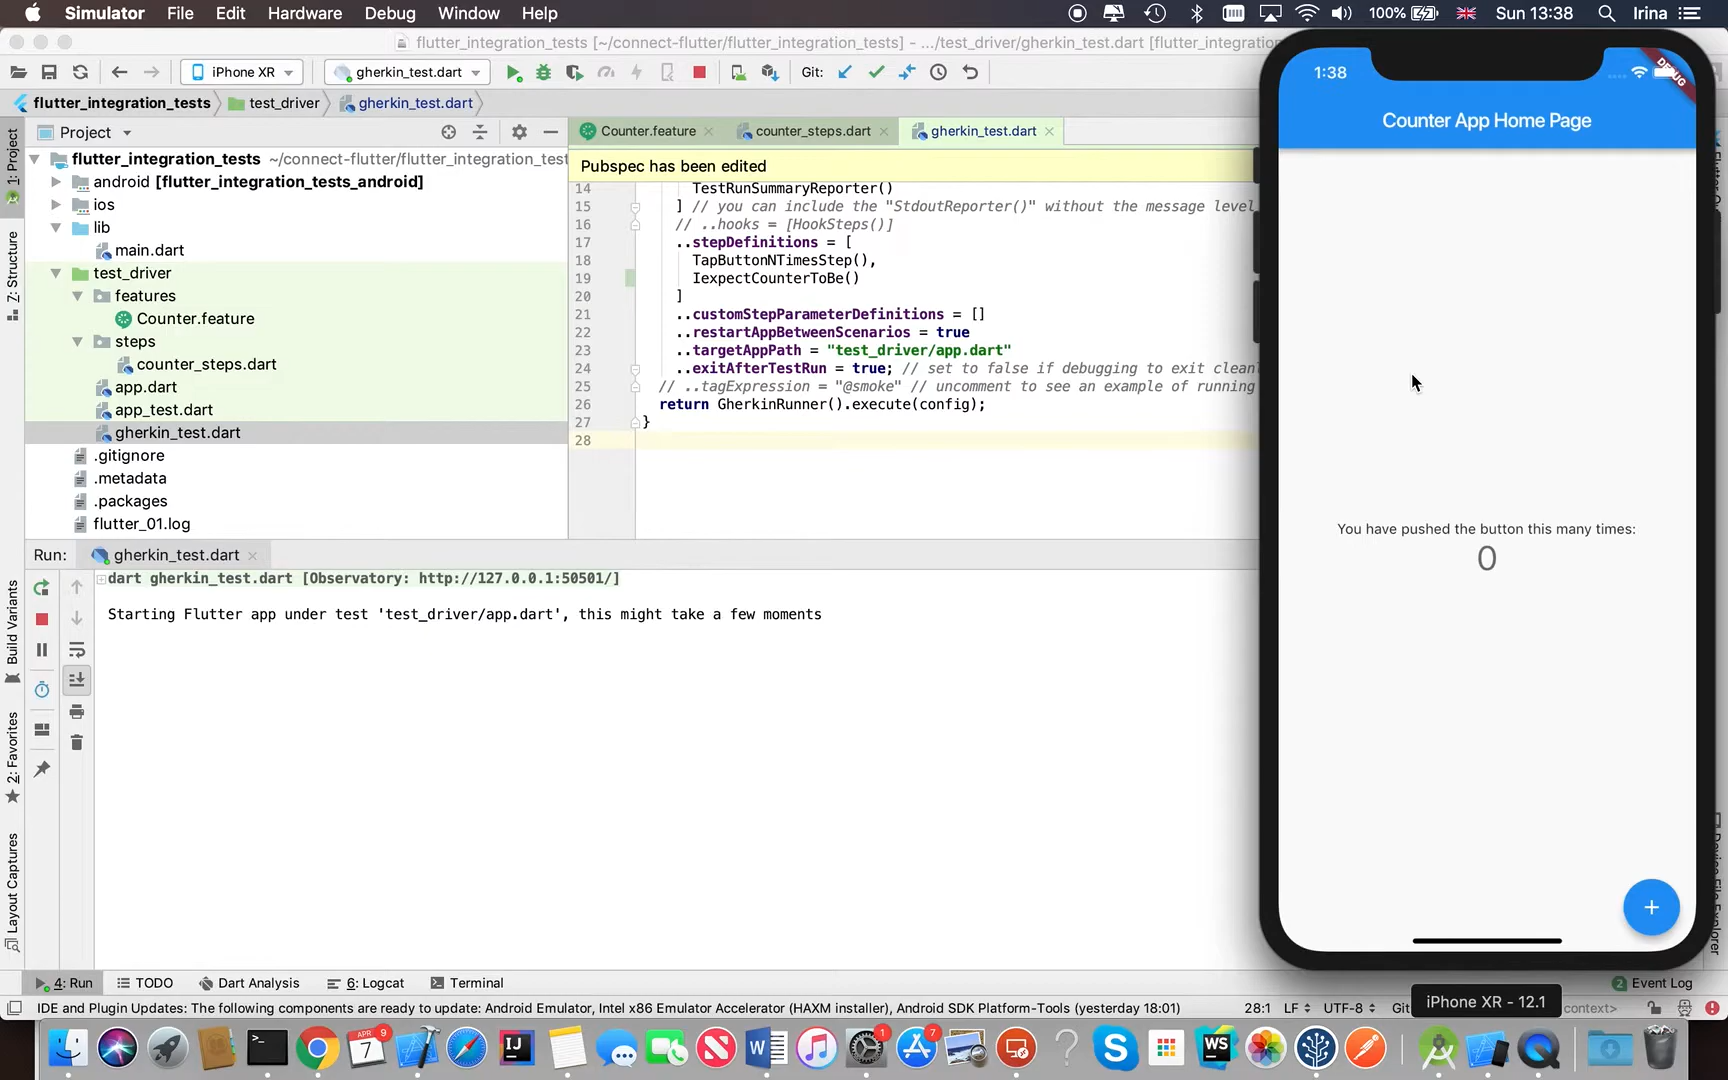 Simulator File Edit Hardware Debug Window Help 100% Sun 13:38 Irina
flutter_integration_tests [~/connect-flutter/flutter_integration_tests] - .../test_driver/gherkin_test.dart [flutter_integratio
iPhone XR gherkin_test.dart Git:
flutter_integration_tests test_driver gherkin_test.dart
Project
Counter.feature counter_steps.dart gherkin_test.dart
Pubspec has been edited
flutter_integration_tests ~/connect-flutter/flutter_integration_test
android [flutter_integration_tests_android]
ios
lib
main.dart
test_driver
features
Counter.feature
steps
counter_steps.dart
app.dart
app_test.dart
gherkin_test.dart
.gitignore
.metadata
.packages
flutter_01.log
14 TestRunSummaryReporter()
15 ] // you can include the "StdoutReporter()" without the message level
16 // ..hooks = [HookSteps()]
17 ..stepDefinitions = [
18 TapButtonNTimesStep(),
19 IexpectCounterToBe()
20 ]
21 ..customStepParameterDefinitions = []
22 ..restartAppBetweenScenarios = true
23 ..targetAppPath = "test_driver/app.dart"
24 ..exitAfterTestRun = true; // set to false if debugging to exit clean
25 // ..tagExpression = "@smoke" // uncomment to see an example of running
26 return GherkinRunner().execute(config);
27 }
28
1: Project
7: Structure
Build Variants
2: Favorites
Layout Captures
Run: gherkin_test.dart
dart gherkin_test.dart [Observatory: http://127.0.0.1:50501/]
Starting Flutter app under test 'test_driver/app.dart', this might take a few moments
1:38
DEBUG
Counter App Home Page
You have pushed the button this many times:
0
+
iPhone XR - 12.1
4: Run TODO Dart Analysis 6: Logcat Terminal 2 Event Log
IDE and Plugin Updates: The following components are ready to update: Android Emulator, Intel x86 Emulator Accelerator (HAXM installer), Android SDK Platform-Tools (yesterday 18:01) 28:1 LF UTF-8 Git context>
APR 7 9
IJ
W
1
7
S
WS